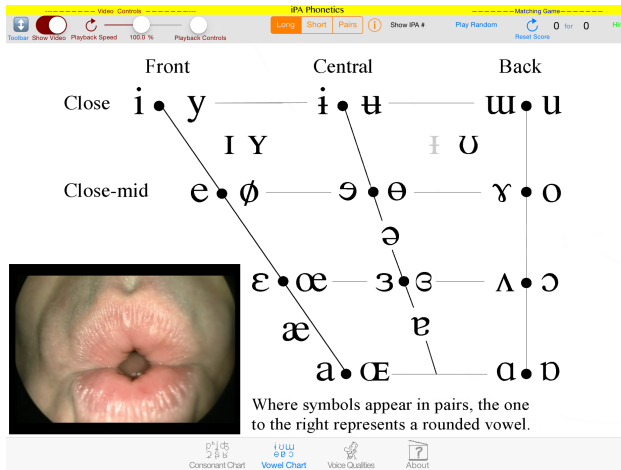 ---------- Video Controls ----------
iPA Phonetics
-------Matching Game-------
Toolbar Show Video Playback Speed 100.0 % Playback Controls
Long Short Pairs i Show IPA # Play Random Reset Score 0 for 0
Front Central Back
Close i y ɨ ʉ ɯ u
ɪ ʏ ᵻ ʊ
Close-mid e ø ɘ ɵ ɤ o
ə
ɛ œ ɜ ɞ ʌ ɔ
æ ɐ
a ɶ ɑ ɒ
Where symbols appear in pairs, the one
to the right represents a rounded vowel.
Consonant Chart Vowel Chart Voice Qualities ? About